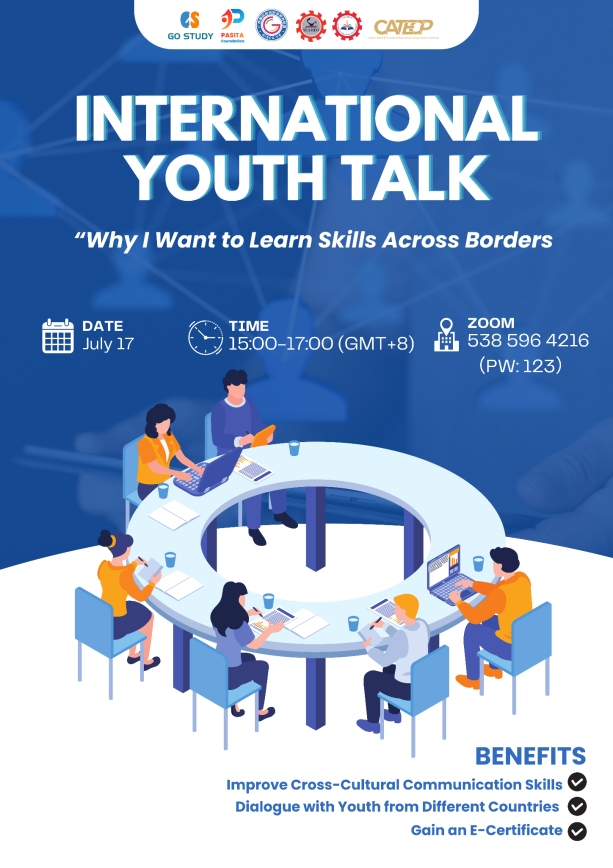 GO STUDY
PASITA
Foundation
CATECP
INTERNATIONAL
YOUTH TALK
“Why I Want to Learn Skills Across Borders
DATE
July 17
TIME
15:00–17:00 (GMT+8)
ZOOM
538 596 4216
(PW: 123)
BENEFITS
Improve Cross-Cultural Communication Skills
Dialogue with Youth from Different Countries
Gain an E-Certificate